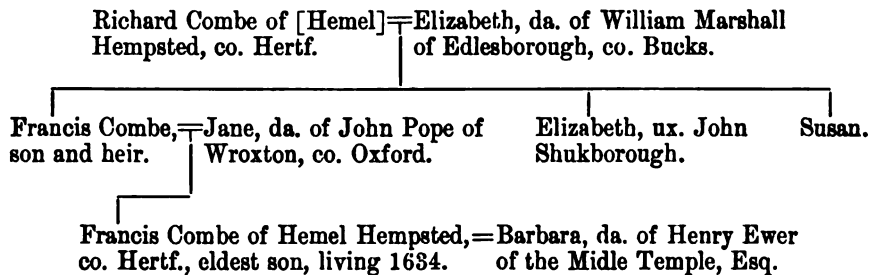 Richard Combe of [Hemel]=Elizabeth, da. of William Marshall
Hempsted, co. Hertf. of Edlesborough, co. Bucks.
Francis Combe,=Jane, da. of John Pope of Elizabeth, ux. John Susan.
son and heir. Wroxton, co. Oxford. Shukborough.
Francis Combe of Hemel Hempsted,=Barbara, da. of Henry Ewer
co. Hertf., eldest son, living 1634. of the Midle Temple, Esq.